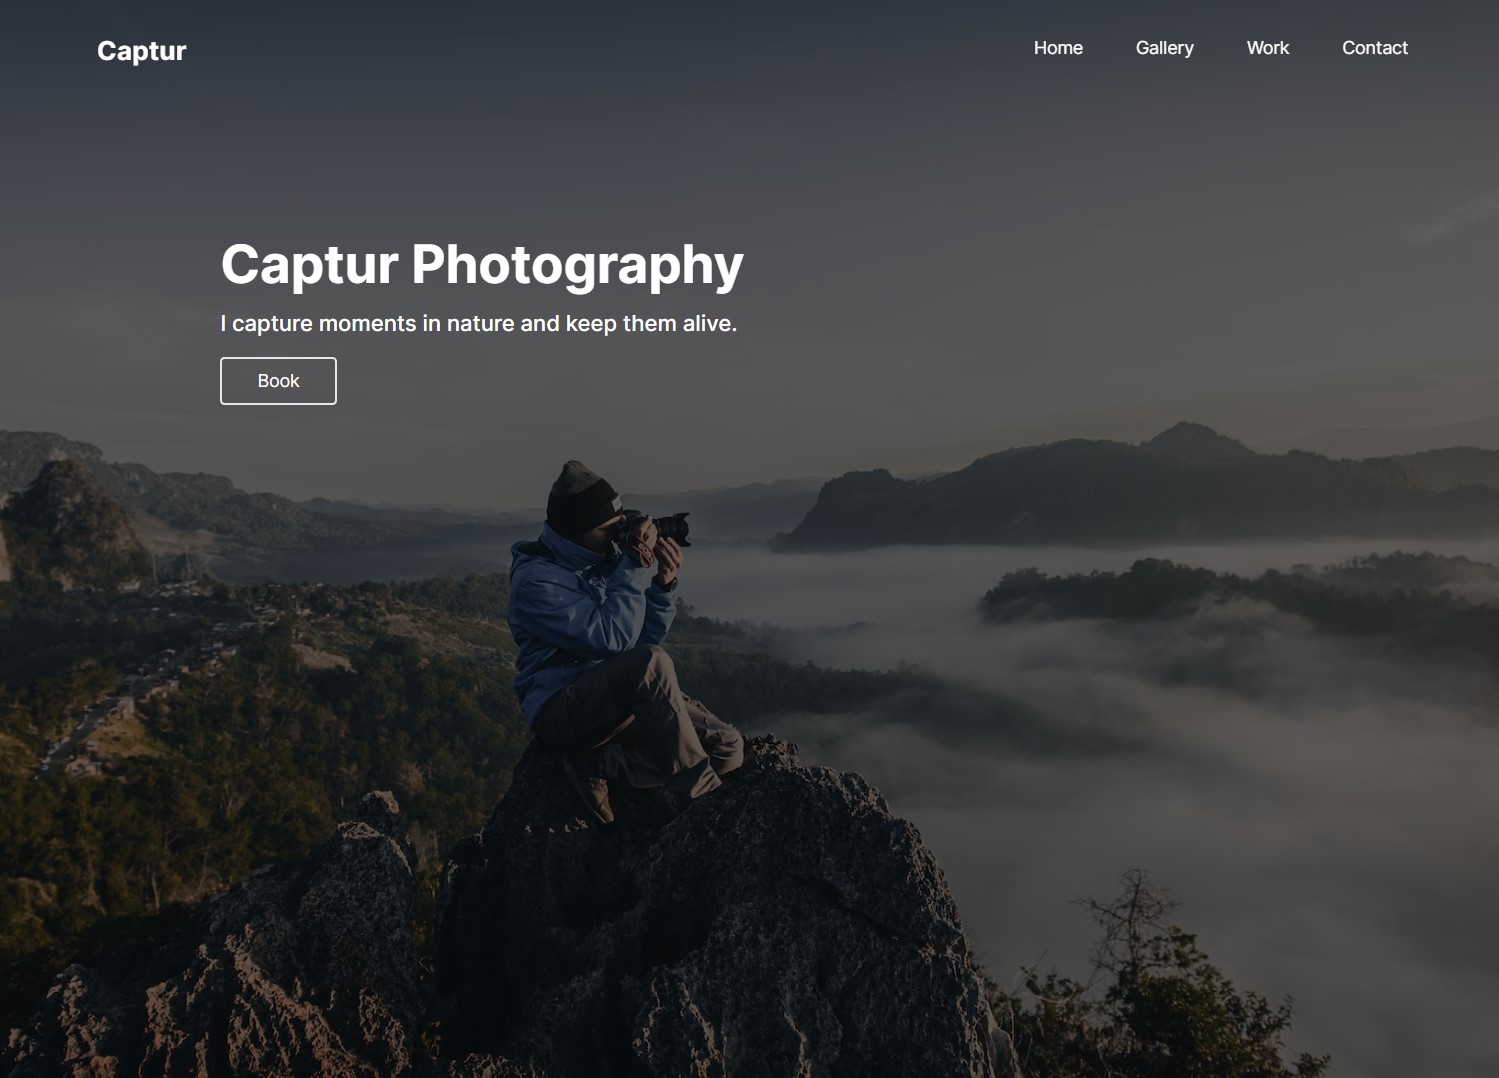 Captur
Home Gallery Work Contact
Captur Photography
I capture moments in nature and keep them alive.
Book